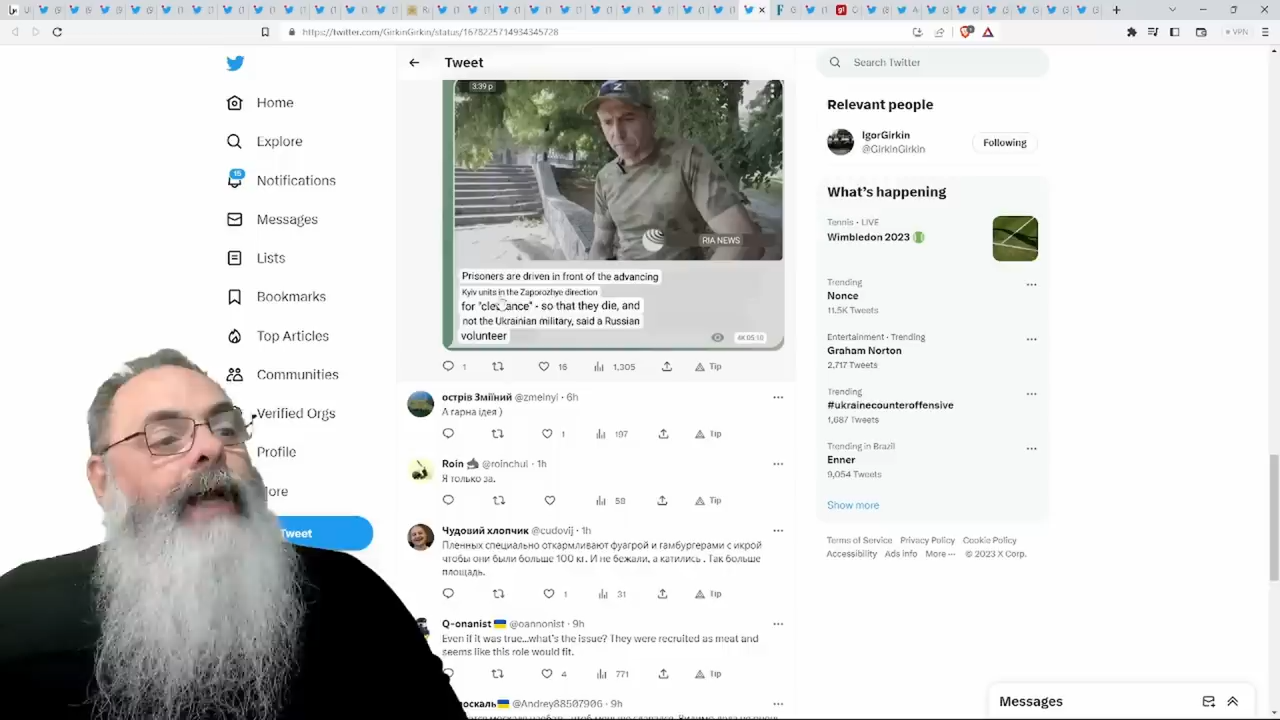 https://twitter.com/GirkinGirkin/status/1678225714934345728
VPN
Home
Explore
15
Notifications
Messages
Lists
Bookmarks
Top Articles
Communities
Verified Orgs
Profile
Tweet
Tweet
3:39 p
Z
RIA NEWS
Prisoners are driven in front of the advancing
Kyiv units in the Zaporozhye direction
for "clearance" - so that they die, and
not the Ukrainian military, said a Russian
volunteer
1
16
1,305
Tip
острів Зміїний @zmeinyi · 6h
А гарна ідея )
1
197
Tip
Roin @roinchul · 1h
Я только за.
58
Tip
Чудовий хлопчик @cudovij · 1h
Пленных специально откармливают фуагрой и гамбургерами с икрой
чтобы они были больше 100 кг. И не бежали, а катились . Так больше
площадь.
1
31
Tip
Q-onanist @oannonist · 9h
Even if it was true...what's the issue? They were recruited as meat and
seems like this role would fit.
4
771
Tip
@Andrey88507906 · 9h
Search Twitter
Relevant people
IgorGirkin
@GirkinGirkin
Following
What's happening
Tennis · LIVE
Wimbledon 2023
Trending
Nonce
11.5K Tweets
Entertainment · Trending
Graham Norton
2,717 Tweets
Trending
#ukrainecounteroffensive
1,687 Tweets
Trending in Brazil
Enner
9,054 Tweets
Show more
Terms of Service Privacy Policy Cookie Policy
Accessibility Ads info More ··· © 2023 X Corp.
Messages